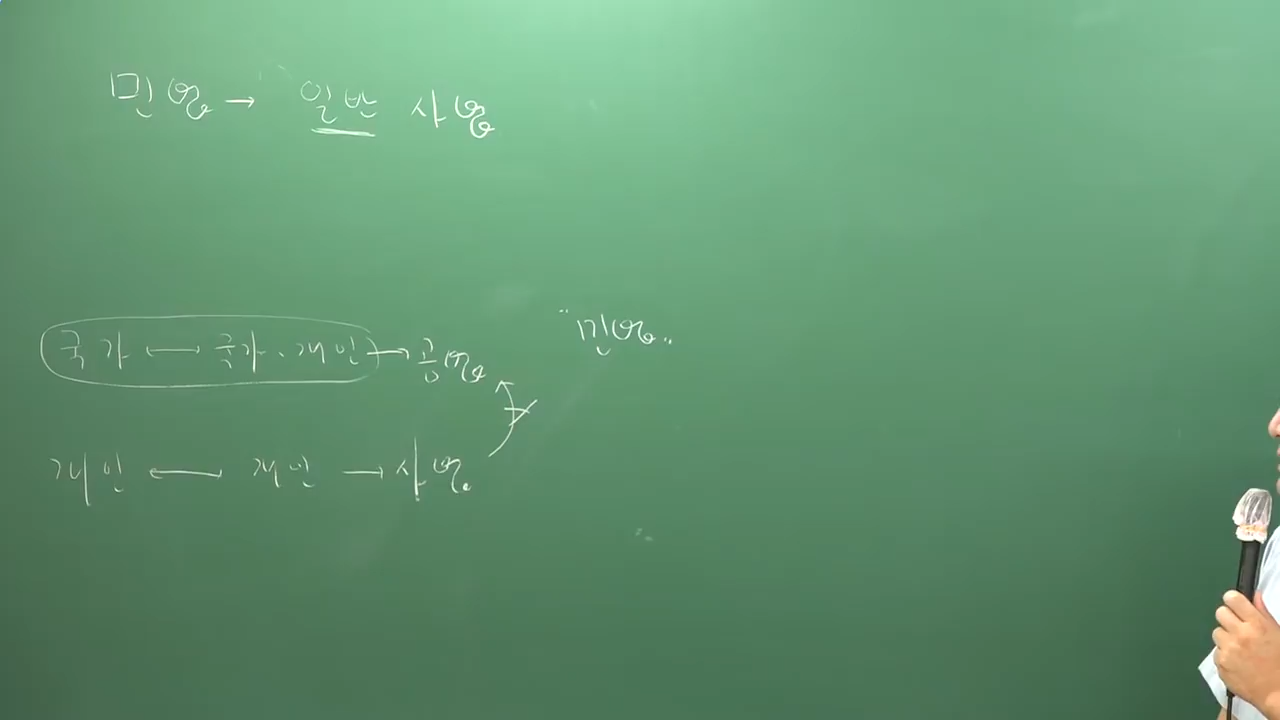 민법 → 일반 사법
국가 ↔ 국가、개인 → 공법
"민법"
개인 ↔ 개인 → 사법